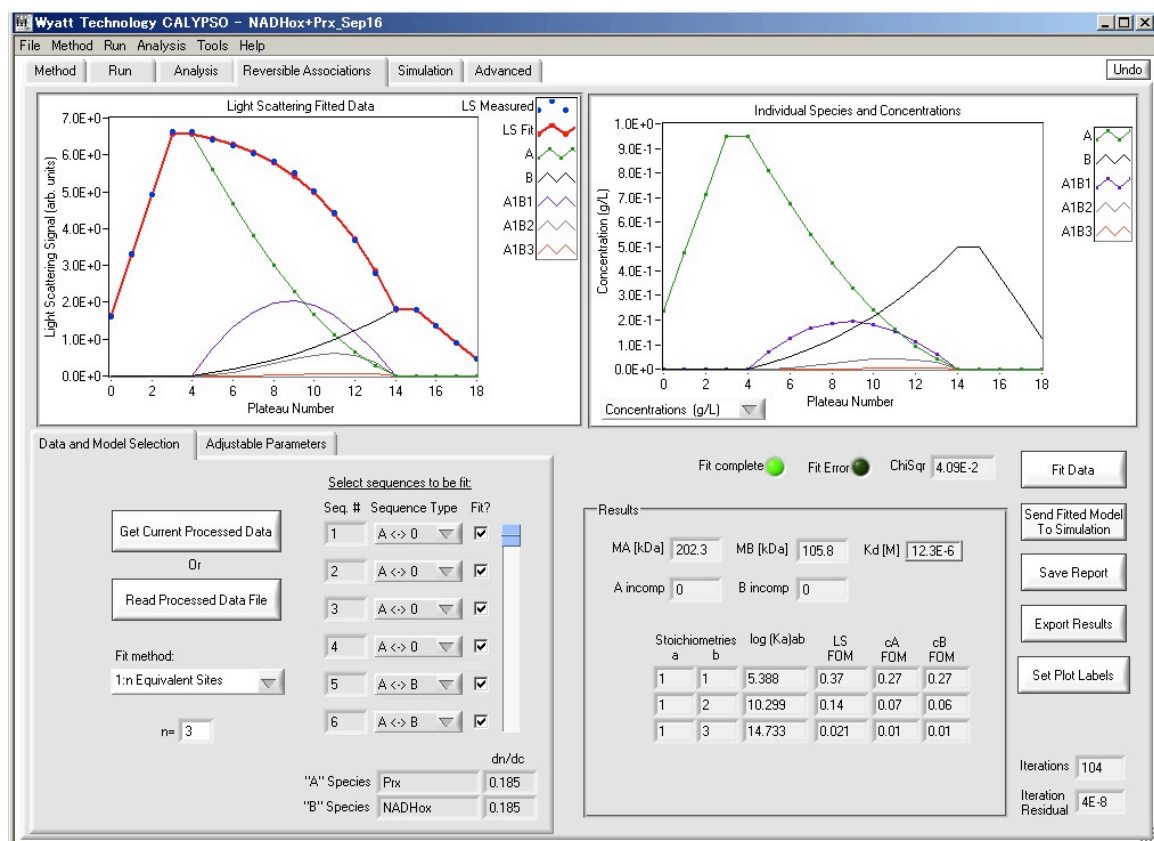 Wyatt Technology CALYPSO - NADHox+Prx_Sep16
File Method Run Analysis Tools Help
Method Run Analysis Reversible Associations Simulation Advanced Undo
Light Scattering Fitted Data
LS Measured
LS Fit
A
B
A1B1
A1B2
A1B3
Light Scattering Signal (arb. units)
7.0E+0
6.0E+0
5.0E+0
4.0E+0
3.0E+0
2.0E+0
1.0E+0
0.0E+0
0 2 4 6 8 10 12 14 16 18
Plateau Number
Individual Species and Concentrations
A
B
A1B1
A1B2
A1B3
Concentration (g/L)
1.0E+0
9.0E-1
8.0E-1
7.0E-1
6.0E-1
5.0E-1
4.0E-1
3.0E-1
2.0E-1
1.0E-1
0.0E+0
0 2 4 6 8 10 12 14 16 18
Plateau Number
Concentrations (g/L)
Data and Model Selection Adjustable Parameters
Get Current Processed Data
Or
Read Processed Data File
Fit method:
1:n Equivalent Sites
n= 3
Select sequences to be fit:
Seq. # Sequence Type Fit?
1 A <-> 0
2 A <-> 0
3 A <-> 0
4 A <-> 0
5 A <-> B
6 A <-> B
dn/dc
"A" Species Prx 0.185
"B" Species NADHox 0.185
Fit complete Fit Error ChiSqr 4.09E-2
Results
MA [kDa] 202.3 MB [kDa] 105.8 Kd [M] 12.3E-6
A incomp 0 B incomp 0
Stoichiometries log (Ka)ab LS cA cB
a b FOM FOM FOM
1 1 5.388 0.37 0.27 0.27
1 2 10.299 0.14 0.07 0.06
1 3 14.733 0.021 0.01 0.01
Fit Data
Send Fitted Model
To Simulation
Save Report
Export Results
Set Plot Labels
Iterations 104
Iteration
Residual 4E-8